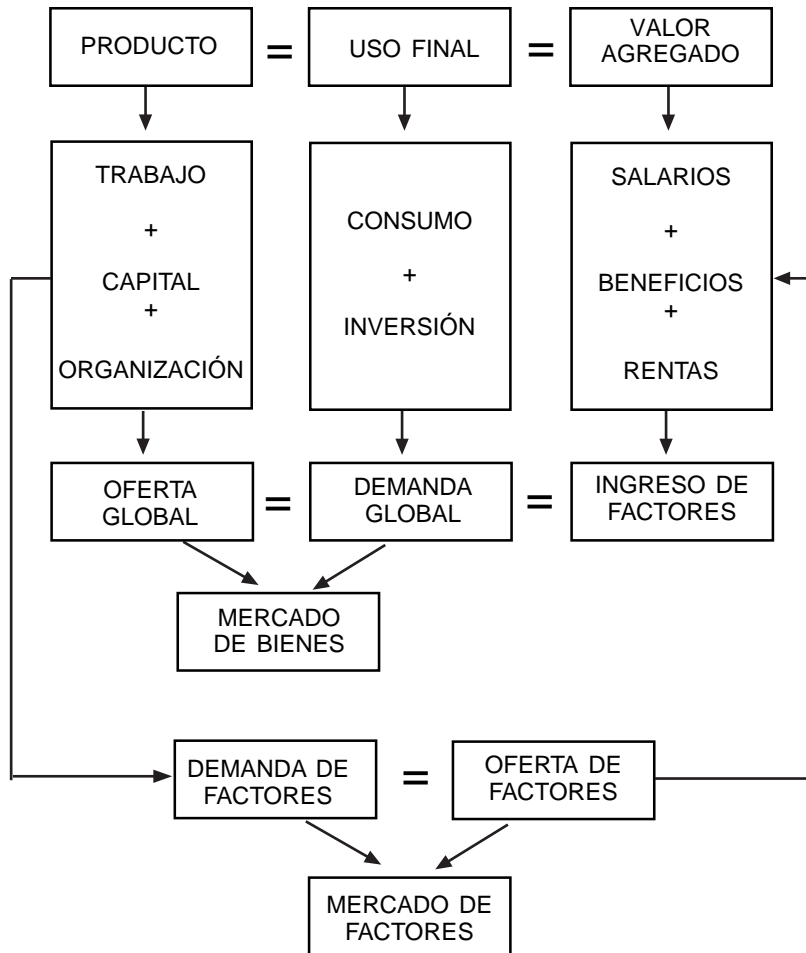 PRODUCTO
=
USO FINAL
=
VALOR
AGREGADO
TRABAJO
+
CAPITAL
+
ORGANIZACIÓN
CONSUMO
+
INVERSIÓN
SALARIOS
+
BENEFICIOS
+
RENTAS
OFERTA
GLOBAL
=
DEMANDA
GLOBAL
=
INGRESO DE
FACTORES
MERCADO
DE BIENES
DEMANDA DE
FACTORES
=
OFERTA DE
FACTORES
MERCADO DE
FACTORES